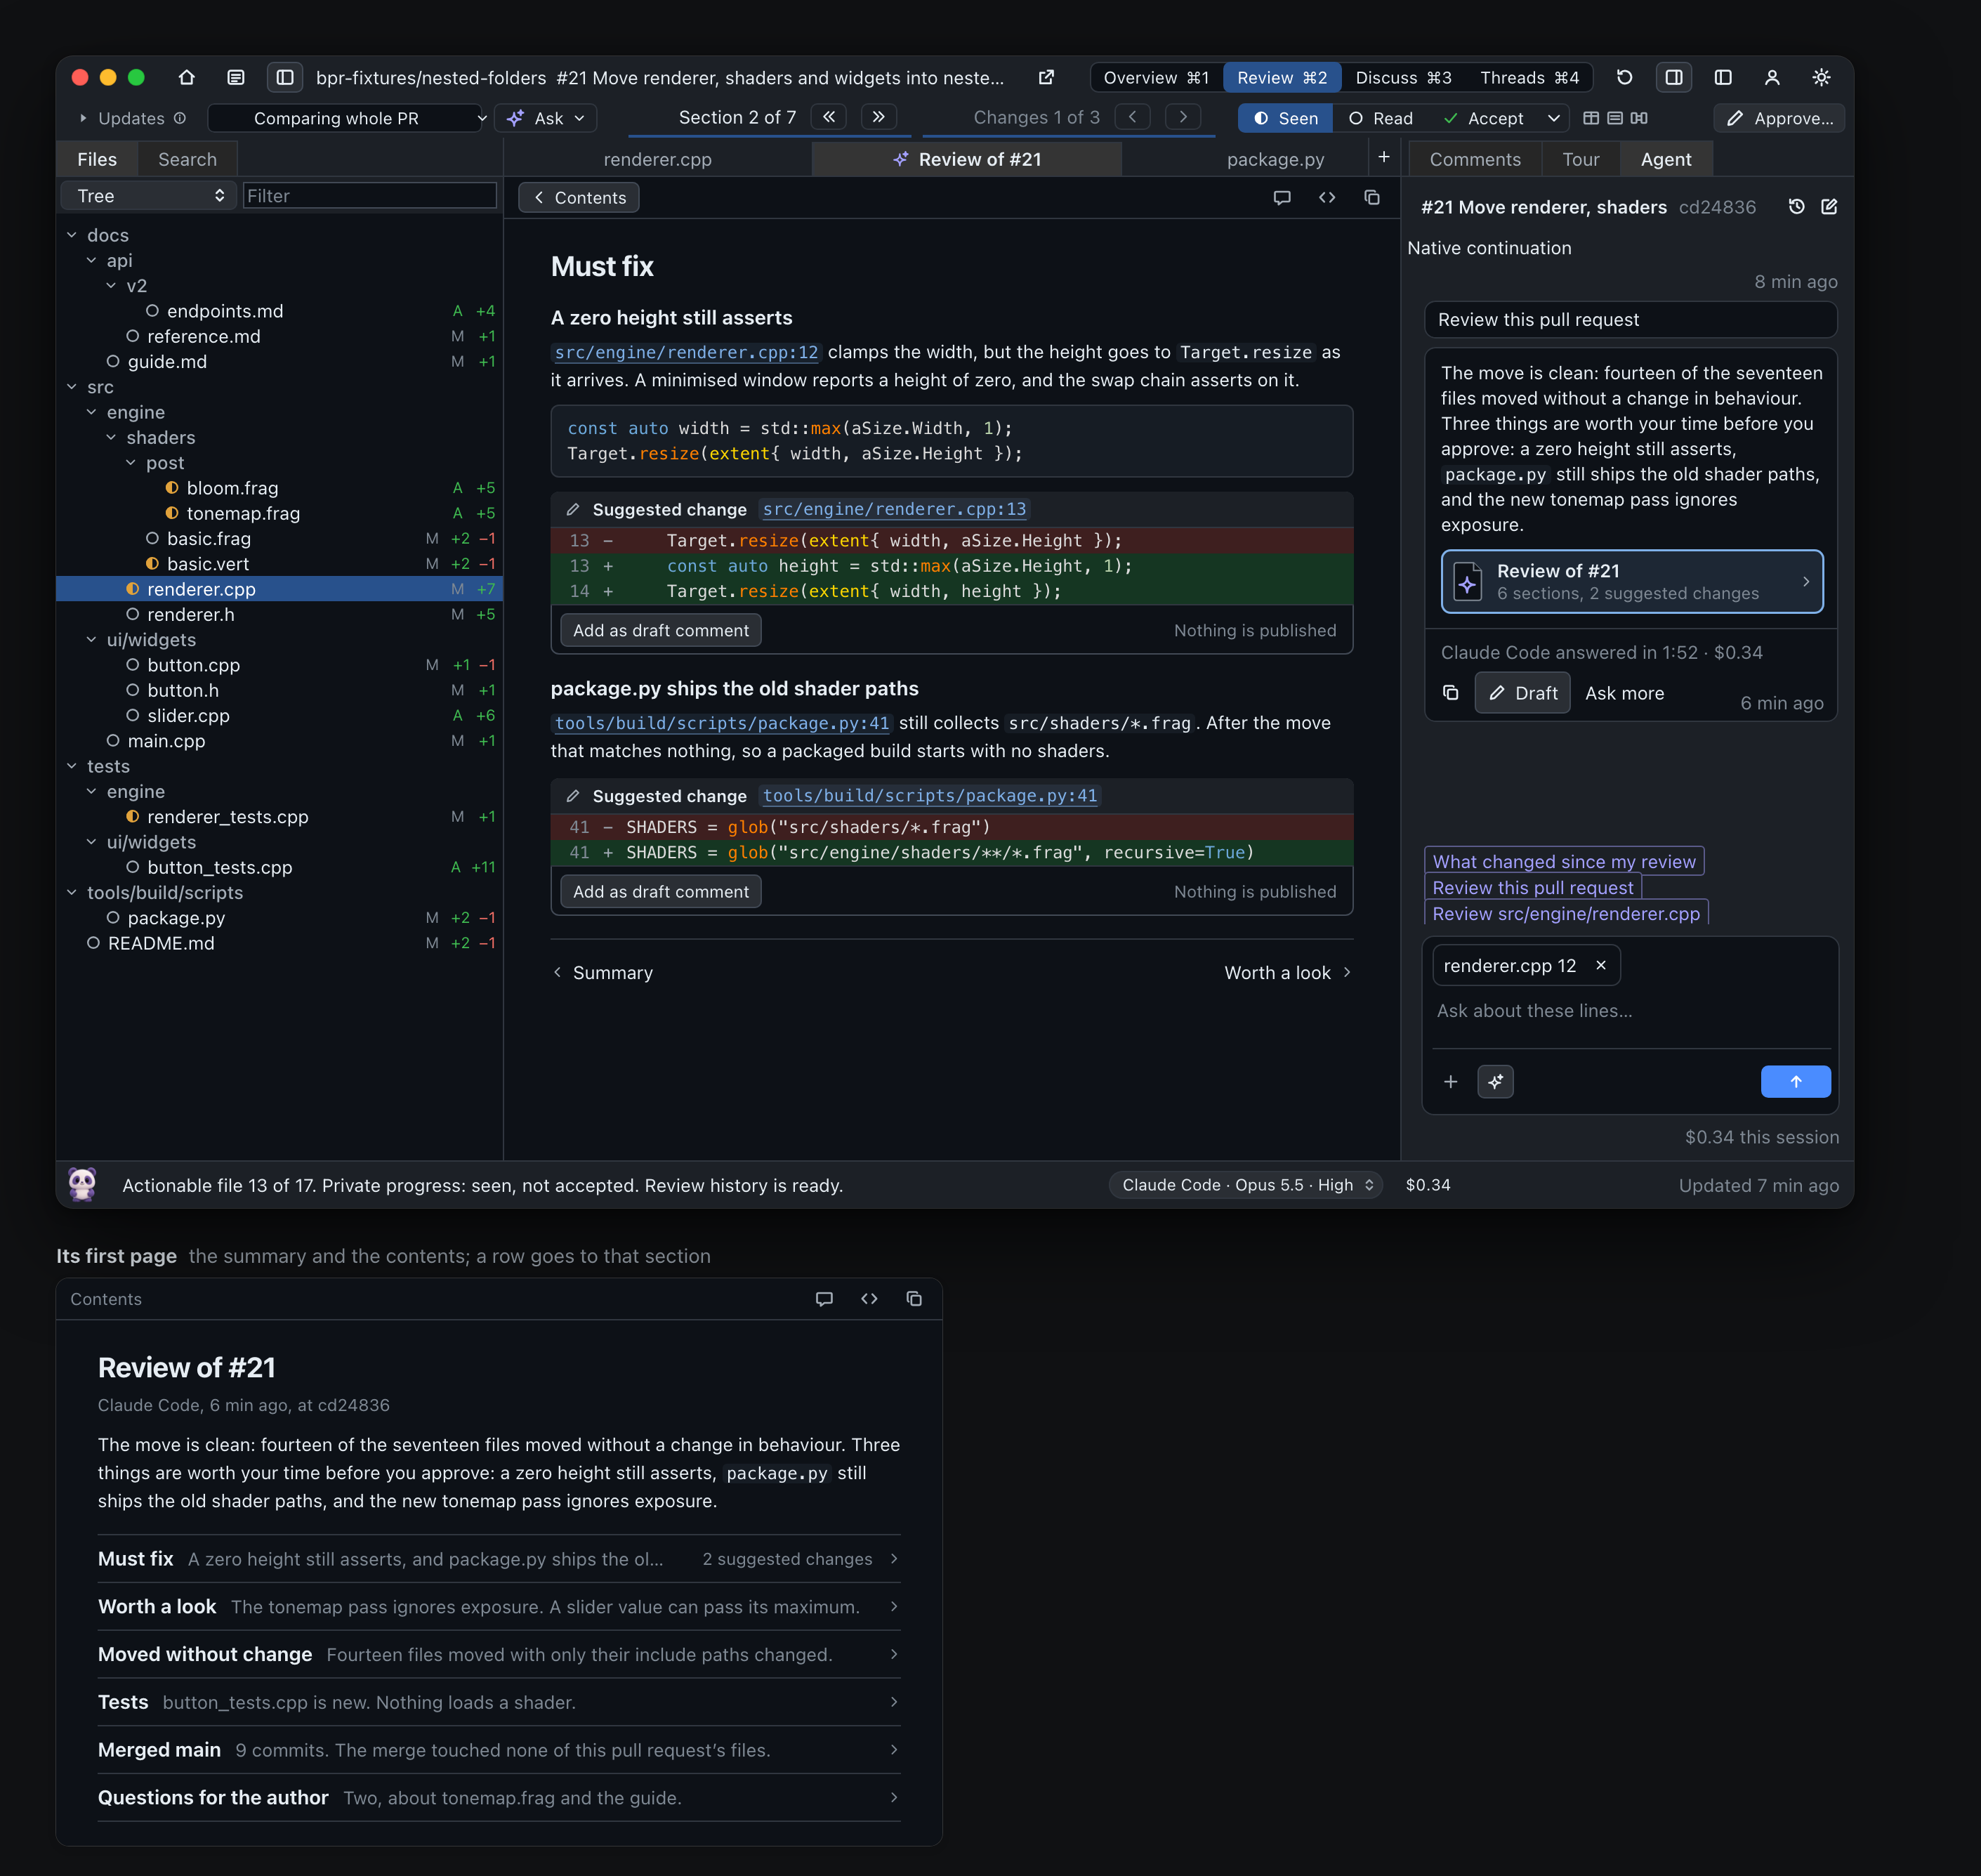 bpr-fixtures/nested-folders #21 Move renderer, shaders and widgets into neste...
Overview ⌘1
Review ⌘2
Discuss ⌘3
Threads ⌘4
Updates
Comparing whole PR
Ask
Section 2 of 7
Changes 1 of 3
Seen
Read
Accept
Approve...
Files
Search
renderer.cpp
Review of #21
package.py
+
Comments
Tour
Agent
Tree
Filter
docs
api
v2
endpoints.md A +4
reference.md M +1
guide.md M +1
src
engine
shaders
post
bloom.frag A +5
tonemap.frag A +5
basic.frag M +2 −1
basic.vert M +2 −1
renderer.cpp M +7
renderer.h M +5
ui/widgets
button.cpp M +1 −1
button.h M +1
slider.cpp A +6
main.cpp M +1
tests
engine
renderer_tests.cpp M +1
ui/widgets
button_tests.cpp A +11
tools/build/scripts
package.py M +2 −1
README.md M +2 −1
Contents
Must fix
A zero height still asserts
src/engine/renderer.cpp:12 clamps the width, but the height goes to Target.resize as
it arrives. A minimised window reports a height of zero, and the swap chain asserts on it.
const auto width = std::max(aSize.Width, 1);
Target.resize(extent{ width, aSize.Height });
Suggested change src/engine/renderer.cpp:13
13 − Target.resize(extent{ width, aSize.Height });
13 + const auto height = std::max(aSize.Height, 1);
14 + Target.resize(extent{ width, height });
Add as draft comment
Nothing is published
package.py ships the old shader paths
tools/build/scripts/package.py:41 still collects src/shaders/*.frag. After the move
that matches nothing, so a packaged build starts with no shaders.
Suggested change tools/build/scripts/package.py:41
41 − SHADERS = glob("src/shaders/*.frag")
41 + SHADERS = glob("src/engine/shaders/**/*.frag", recursive=True)
Add as draft comment
Nothing is published
Summary
Worth a look
#21 Move renderer, shaders cd24836
Native continuation
8 min ago
Review this pull request
The move is clean: fourteen of the seventeen
files moved without a change in behaviour.
Three things are worth your time before you
approve: a zero height still asserts,
package.py still ships the old shader paths,
and the new tonemap pass ignores
exposure.
Review of #21
6 sections, 2 suggested changes
Claude Code answered in 1:52 · $0.34
Draft
Ask more
6 min ago
What changed since my review
Review this pull request
Review src/engine/renderer.cpp
renderer.cpp 12 ×
Ask about these lines...
$0.34 this session
Actionable file 13 of 17. Private progress: seen, not accepted. Review history is ready.
Claude Code · Opus 5.5 · High
$0.34
Updated 7 min ago
Its first page the summary and the contents; a row goes to that section
Contents
Review of #21
Claude Code, 6 min ago, at cd24836
The move is clean: fourteen of the seventeen files moved without a change in behaviour. Three
things are worth your time before you approve: a zero height still asserts, package.py still
ships the old shader paths, and the new tonemap pass ignores exposure.
Must fix A zero height still asserts, and package.py ships the ol... 2 suggested changes
Worth a look The tonemap pass ignores exposure. A slider value can pass its maximum.
Moved without change Fourteen files moved with only their include paths changed.
Tests button_tests.cpp is new. Nothing loads a shader.
Merged main 9 commits. The merge touched none of this pull request’s files.
Questions for the author Two, about tonemap.frag and the guide.